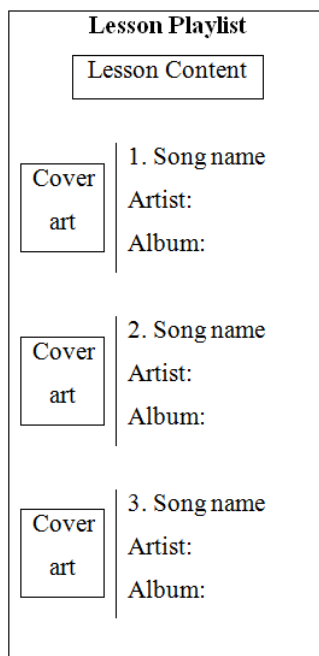 Lesson Playlist
Lesson Content
Cover
art
1. Song name
Artist:
Album:
Cover
art
2. Song name
Artist:
Album:
Cover
art
3. Song name
Artist:
Album: